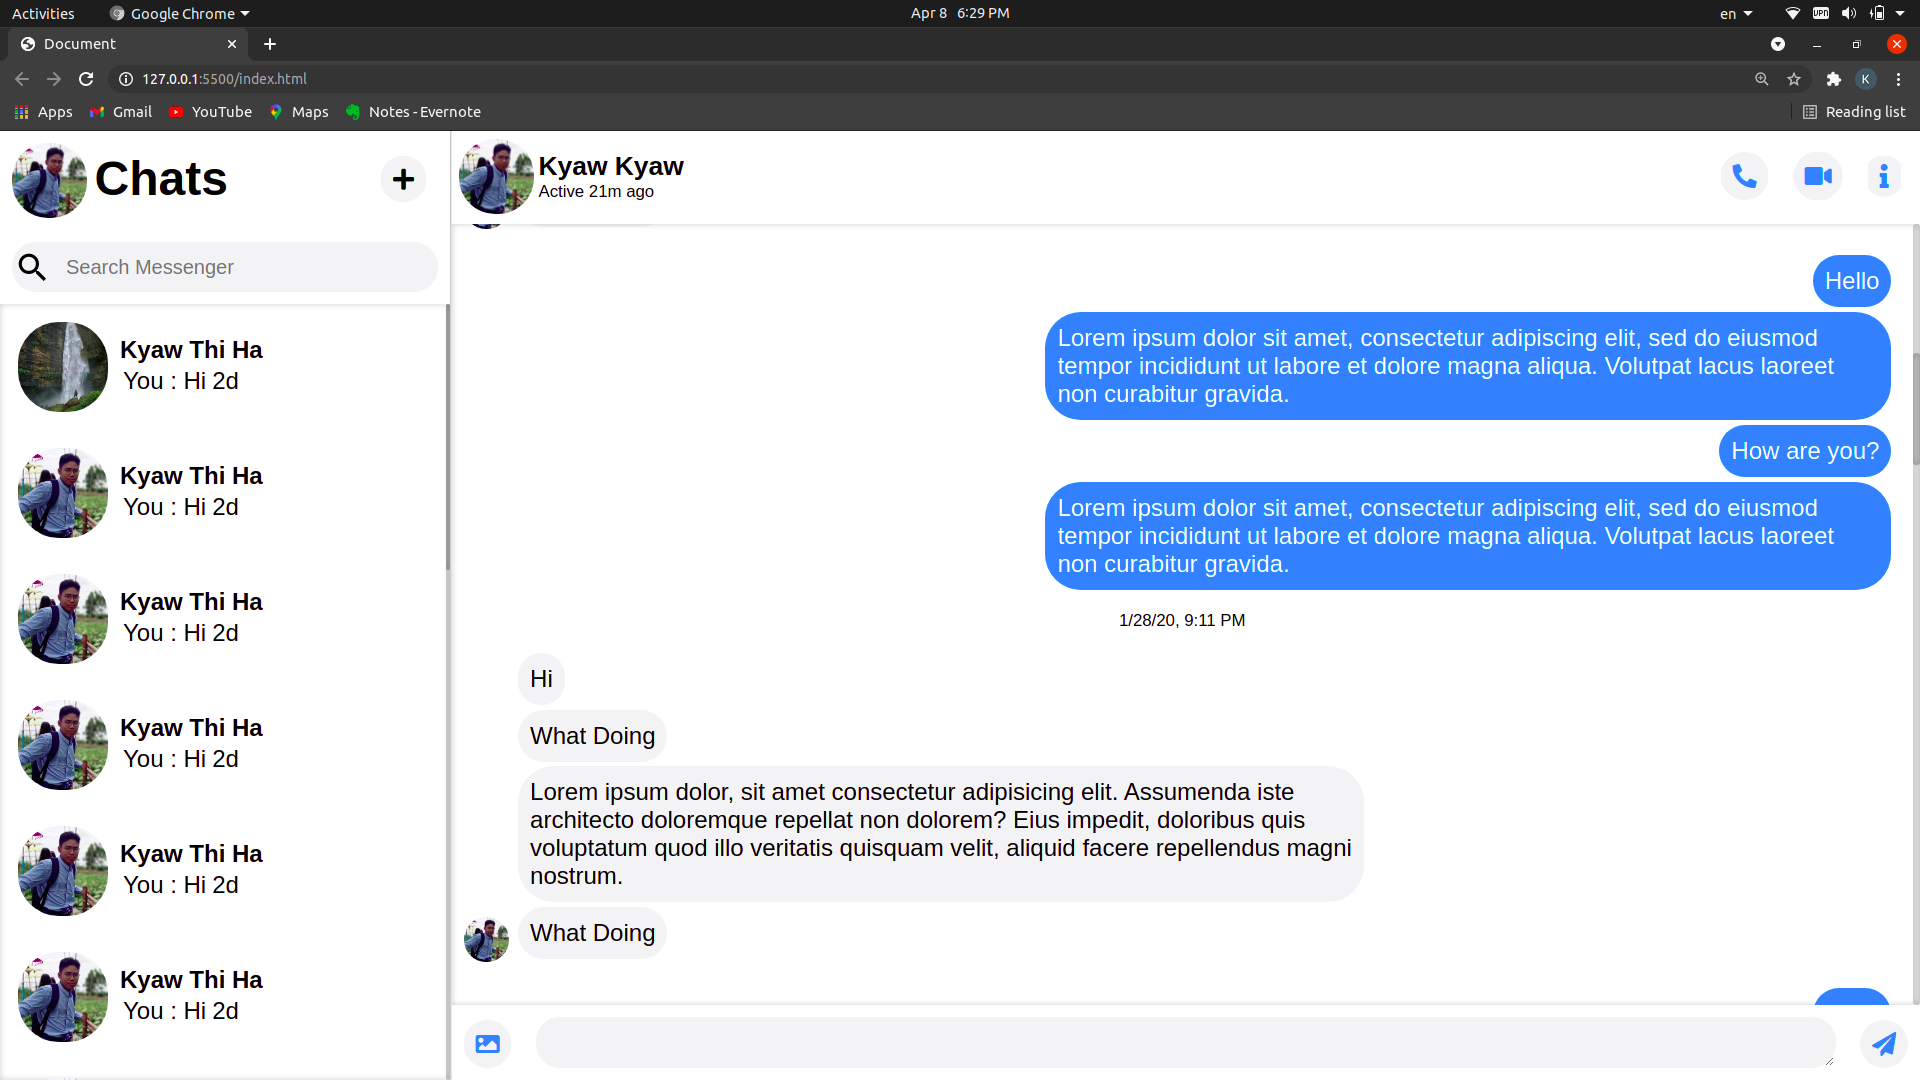 Activities
Google Chrome
Apr 8 6:29 PM
en
VPN
Document
127.0.0.1:5500/index.html
K
Apps
Gmail
YouTube
Maps
Notes - Evernote
Reading list
Chats
Search Messenger
Kyaw Thi Ha
You : Hi 2d
Kyaw Thi Ha
You : Hi 2d
Kyaw Thi Ha
You : Hi 2d
Kyaw Thi Ha
You : Hi 2d
Kyaw Thi Ha
You : Hi 2d
Kyaw Thi Ha
You : Hi 2d
Kyaw Kyaw
Active 21m ago
Hello
Lorem ipsum dolor sit amet, consectetur adipiscing elit, sed do eiusmod
tempor incididunt ut labore et dolore magna aliqua. Volutpat lacus laoreet
non curabitur gravida.
How are you?
Lorem ipsum dolor sit amet, consectetur adipiscing elit, sed do eiusmod
tempor incididunt ut labore et dolore magna aliqua. Volutpat lacus laoreet
non curabitur gravida.
1/28/20, 9:11 PM
Hi
What Doing
Lorem ipsum dolor, sit amet consectetur adipisicing elit. Assumenda iste
architecto doloremque repellat non dolorem? Eius impedit, doloribus quis
voluptatum quod illo veritatis quisquam velit, aliquid facere repellendus magni
nostrum.
What Doing